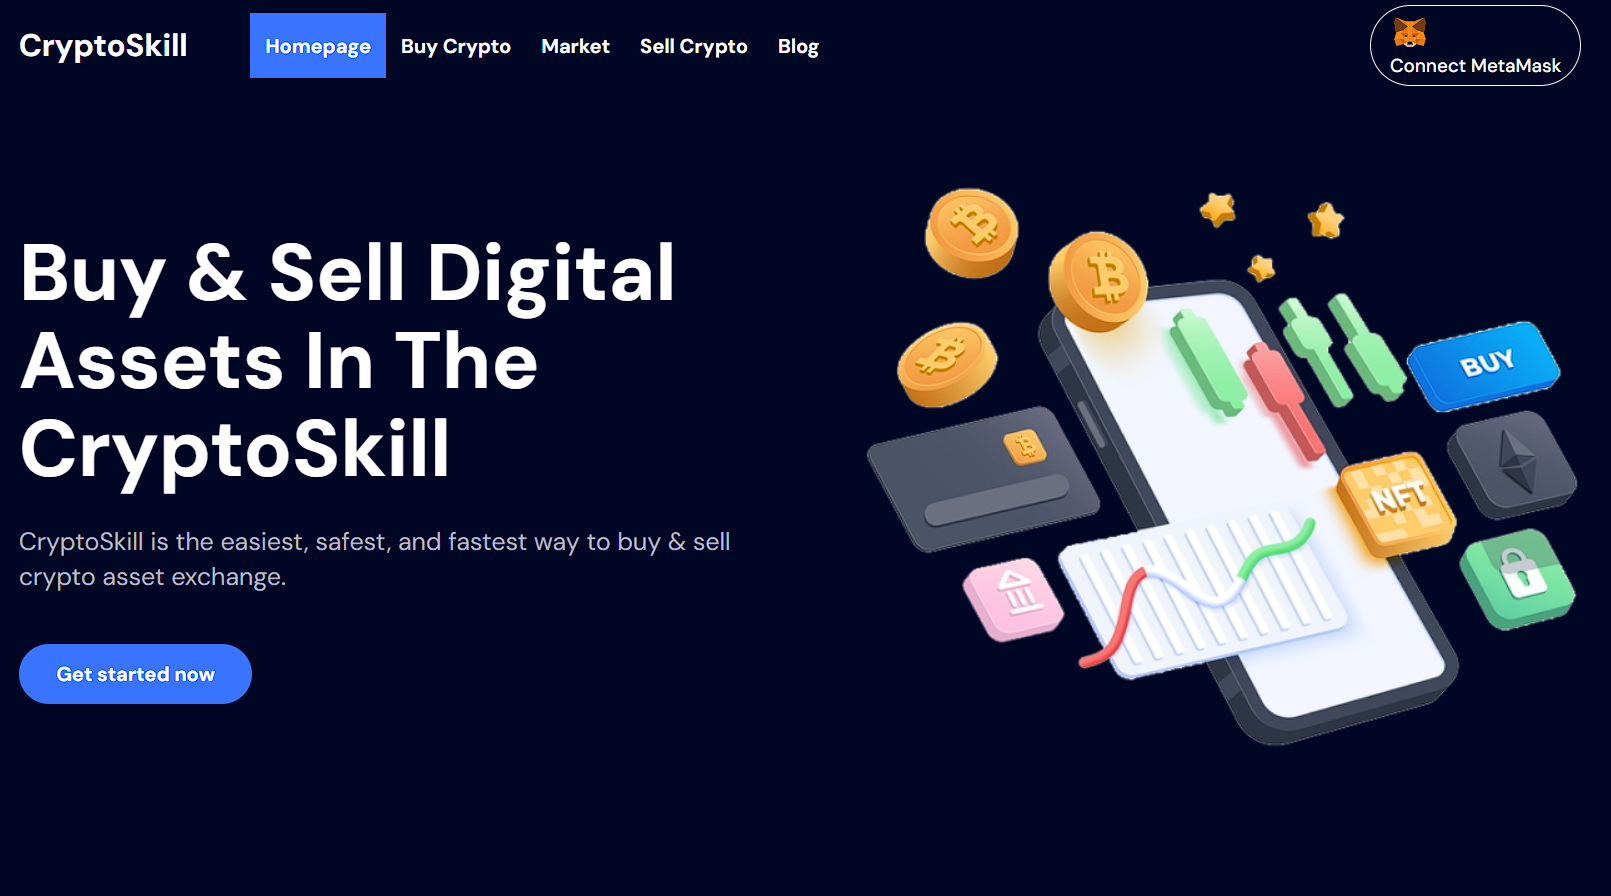 CryptoSkill
Homepage
Buy Crypto
Market
Sell Crypto
Blog
Connect MetaMask
Buy & Sell Digital
Assets In The
CryptoSkill
CryptoSkill is the easiest, safest, and fastest way to buy & sell
crypto asset exchange.
Get started now
BUY
NFT